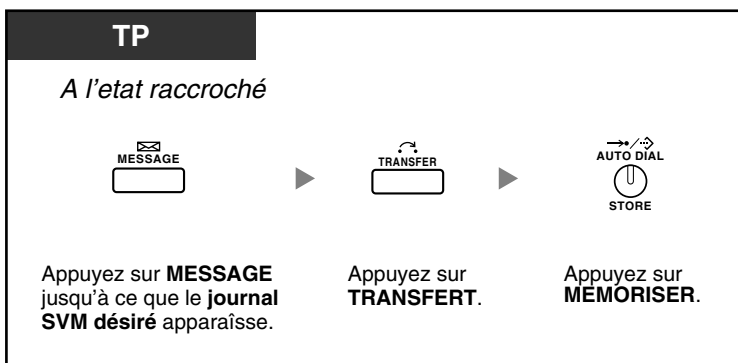 TP
A l'etat raccroché
MESSAGE
TRANSFER
AUTO DIAL
STORE
Appuyez sur MESSAGE
jusqu'à ce que le journal
SVM désiré apparaîsse.
Appuyez sur
TRANSFERT.
Appuyez sur
MEMORISER.